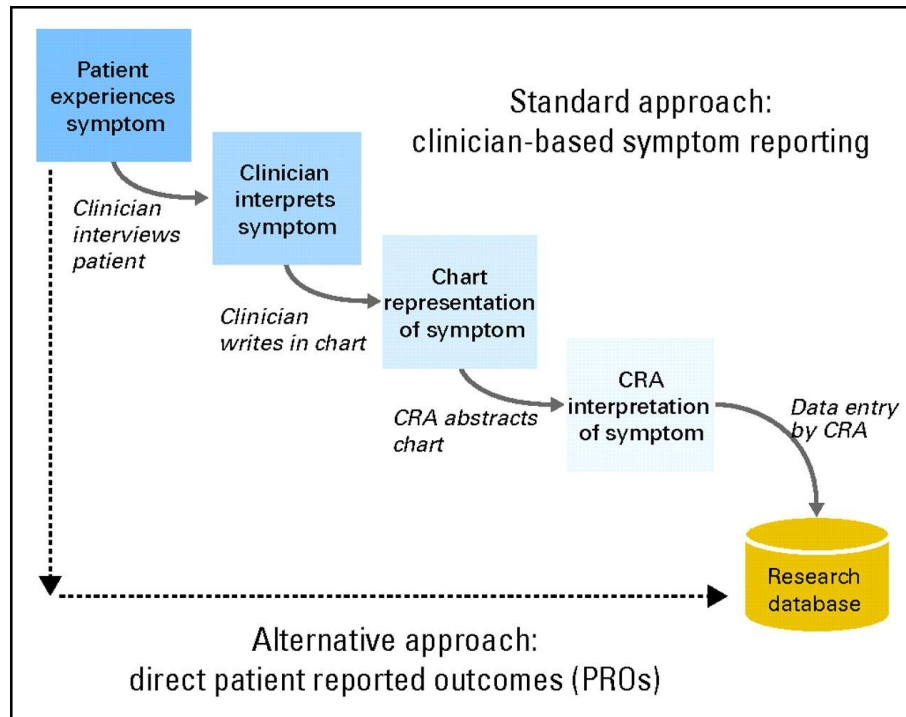 Patient
experiences
symptom
Standard approach:
clinician-based symptom reporting
Clinician
interviews
patient
Clinician
interprets
symptom
Clinician
writes in chart
Chart
representation
of symptom
CRA abstracts
chart
CRA
interpretation
of symptom
Data entry
by CRA
Research
database
Alternative approach:
direct patient reported outcomes (PROs)